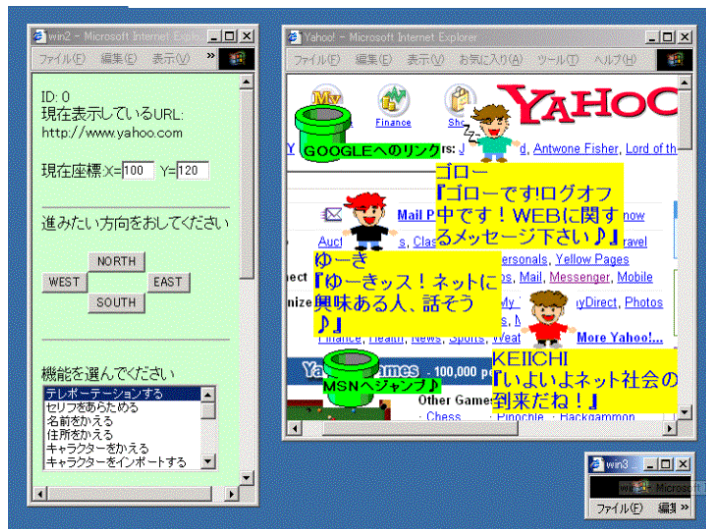 win2 - Microsoft Internet Explorer
ファイル(F) 編集(E) 表示(V) »
ID: 0
現在表示しているURL:
http://www.yahoo.com
現在座標:X=100 Y=120
進みたい方向をおしてください
NORTH
WEST EAST
SOUTH
機能を選んでください
テレポーテーションする
セリフをあらためる
名前をかえる
住所をかえる
キャラクターをかえる
キャラクターをインポートする
Yahoo! - Microsoft Internet Explorer
ファイル(F) 編集(E) 表示(V) お気に入り(A) ツール(T) ヘルプ(H)
My Finance Sho YAHOO
Y GOOGLEへのリンク rs: J d, Antwone Fisher, Lord of th
ゴロー
『ゴローです!ログオフ
中です！WEBに関す
るメッセージ下さい♪』
Mail P now
Auct s, Clas ravel
ersonals, Yellow Pages
ゆーき
『ゆーきッス！ネットに
興味ある人、話そう
♪』
nect os, Mail, Messenger, Mobile
nize My yDirect, Photos
Finance, Health, News, Sports, Weat More Yahoo!...
Ya ames - 100,000 p
MSNへジャンプ♪
KEIICHI
『いよいよネット社会の
到来だね！』
Other Game
· Chess · Pinochle · Backgammon
win3
ファイル(F) 編集 »